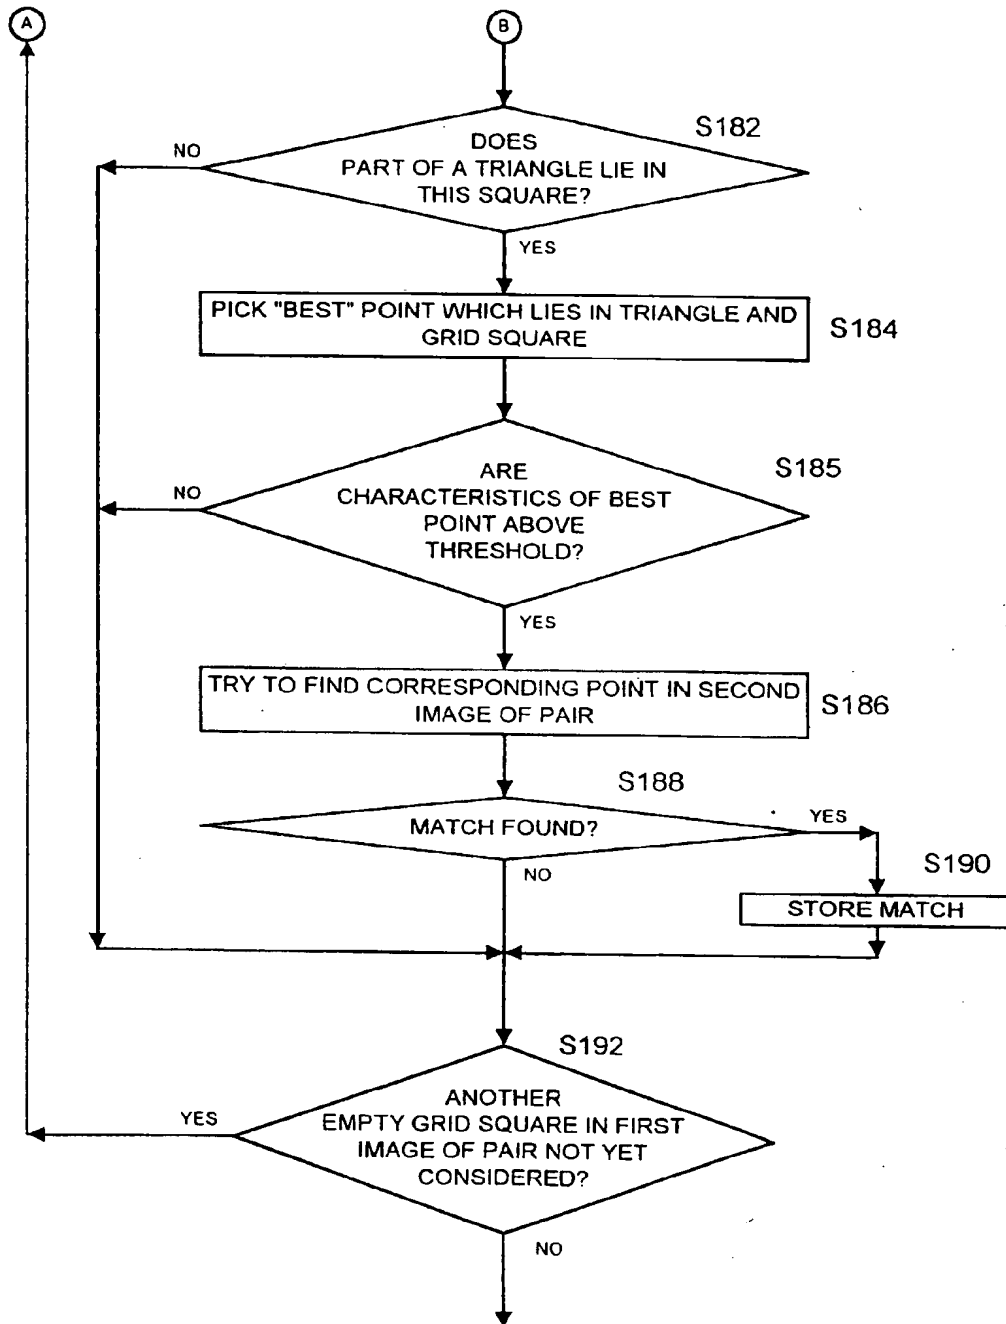 A
B
S182
NO
DOES
PART OF A TRIANGLE LIE IN
THIS SQUARE?
YES
PICK "BEST" POINT WHICH LIES IN TRIANGLE AND
GRID SQUARE
S184
S185
NO
ARE
CHARACTERISTICS OF BEST
POINT ABOVE
THRESHOLD?
YES
TRY TO FIND CORRESPONDING POINT IN SECOND
IMAGE OF PAIR
S186
S188
MATCH FOUND?
YES
NO
S190
STORE MATCH
S192
YES
ANOTHER
EMPTY GRID SQUARE IN FIRST
IMAGE OF PAIR NOT YET
CONSIDERED?
NO